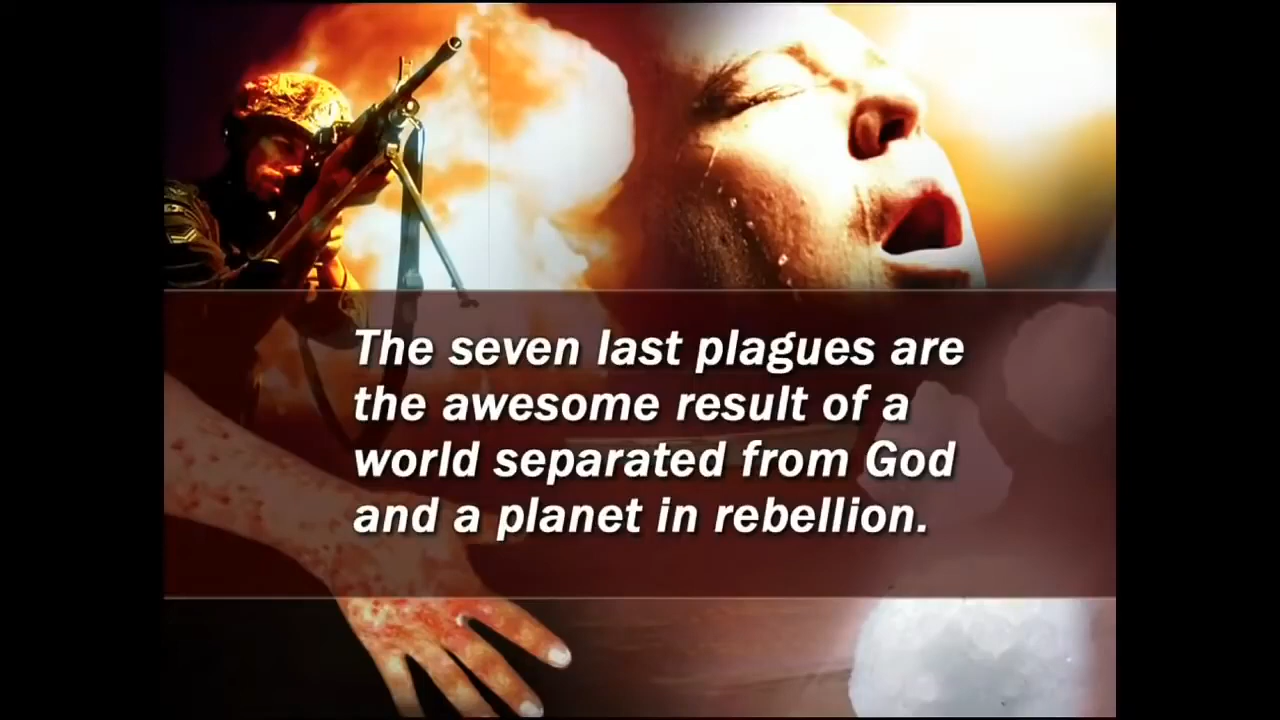 The seven last plagues are
the awesome result of a
world separated from God
and a planet in rebellion.